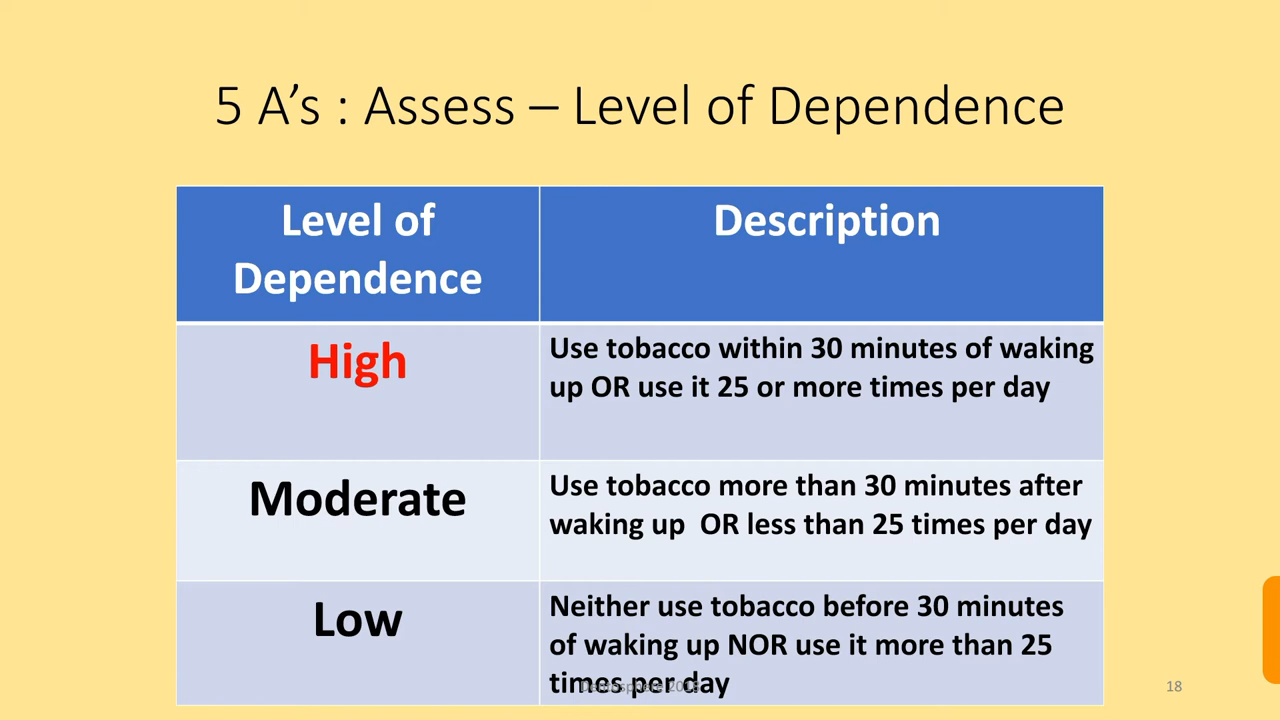 5 A’s : Assess – Level of Dependence
Level of
Dependence
Description
High
Use tobacco within 30 minutes of waking
up OR use it 25 or more times per day
Moderate
Use tobacco more than 30 minutes after
waking up OR less than 25 times per day
Low
Neither use tobacco before 30 minutes
of waking up NOR use it more than 25
times per day
2018
18